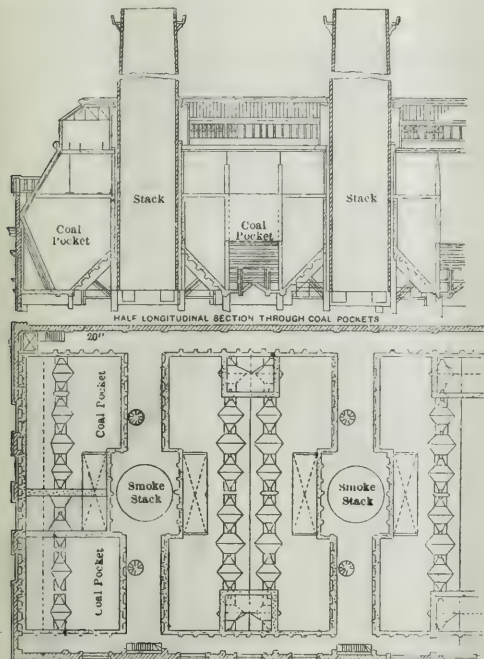 Stack
Stack
Coal
Pocket
Coal
Pocket
HALF LONGITUDINAL SECTION THROUGH COAL POCKETS
20"
Coal Pocket
Smoke
Stack
Smoke
Stack
Coal Pocket